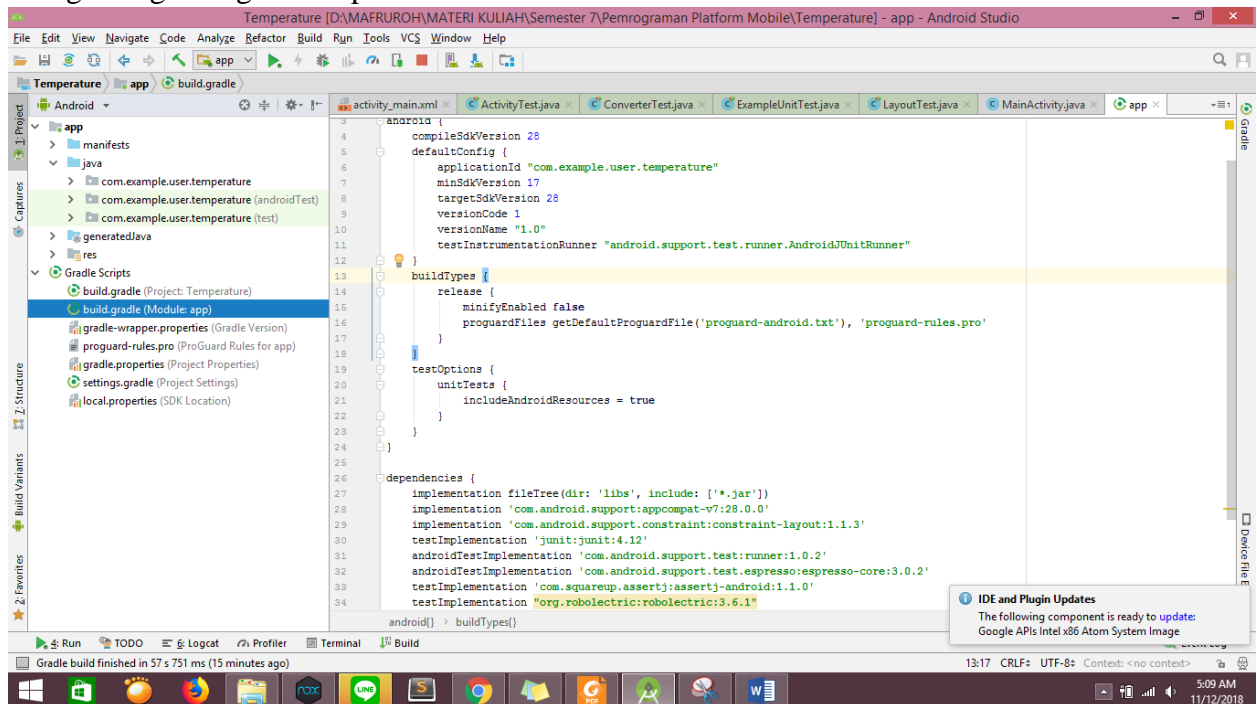 Temperature [D:\MAFRUROH\MATERI KULIAH\Semester 7\Pemrograman Platform Mobile\Temperature] - app - Android Studio
File Edit View Navigate Code Analyze Refactor Build Run Tools VCS Window Help
app
Temperature app build.gradle
Android
activity_main.xml ActivityTest.java ConverterTest.java ExampleUnitTest.java LayoutTest.java MainActivity.java app
1: Project
Captures
Z: Structure
Build Variants
2: Favorites
app
manifests
java
com.example.user.temperature
com.example.user.temperature (androidTest)
com.example.user.temperature (test)
generatedJava
res
Gradle Scripts
build.gradle (Project: Temperature)
build.gradle (Module: app)
gradle-wrapper.properties (Gradle Version)
proguard-rules.pro (ProGuard Rules for app)
gradle.properties (Project Properties)
settings.gradle (Project Settings)
local.properties (SDK Location)
3 android {
4 compileSdkVersion 28
5 defaultConfig {
6 applicationId "com.example.user.temperature"
7 minSdkVersion 17
8 targetSdkVersion 28
9 versionCode 1
10 versionName "1.0"
11 testInstrumentationRunner "android.support.test.runner.AndroidJUnitRunner"
12 }
13 buildTypes {
14 release {
15 minifyEnabled false
16 proguardFiles getDefaultProguardFile('proguard-android.txt'), 'proguard-rules.pro'
17 }
18 }
19 testOptions {
20 unitTests {
21 includeAndroidResources = true
22 }
23 }
24 }
25
26 dependencies {
27 implementation fileTree(dir: 'libs', include: ['*.jar'])
28 implementation 'com.android.support:appcompat-v7:28.0.0'
29 implementation 'com.android.support.constraint:constraint-layout:1.1.3'
30 testImplementation 'junit:junit:4.12'
31 androidTestImplementation 'com.android.support.test:runner:1.0.2'
32 androidTestImplementation 'com.android.support.test.espresso:espresso-core:3.0.2'
33 testImplementation 'com.squareup.assertj:assertj-android:1.1.0'
34 testImplementation "org.robolectric:robolectric:3.6.1"
android{} › buildTypes{}
Gradle
Device File
IDE and Plugin Updates
The following component is ready to update:
Google APIs Intel x86 Atom System Image
4: Run TODO 6: Logcat Profiler Terminal Build
Gradle build finished in 57 s 751 ms (15 minutes ago)
13:17 CRLF UTF-8 Context: <no context>
nox LINE S G PDF W
5:09 AM
11/12/2018